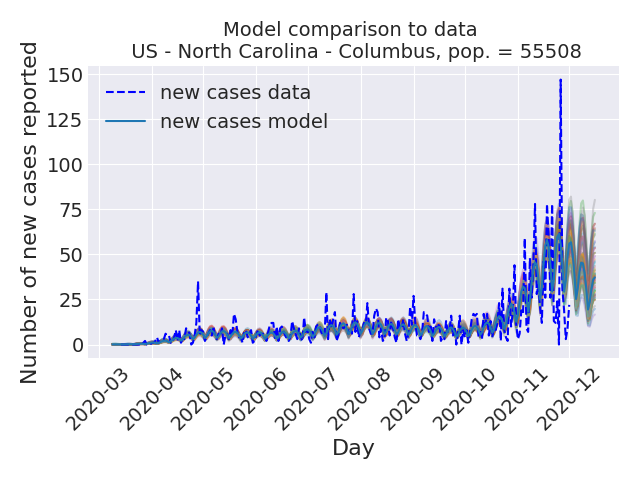 Model comparison to data
US - North Carolina - Columbus, pop. = 55508
Number of new cases reported
150
125
100
75
50
25
0
new cases data
new cases model
2020-03
2020-04
2020-05
2020-06
2020-07
2020-08
2020-09
2020-10
2020-11
2020-12
Day